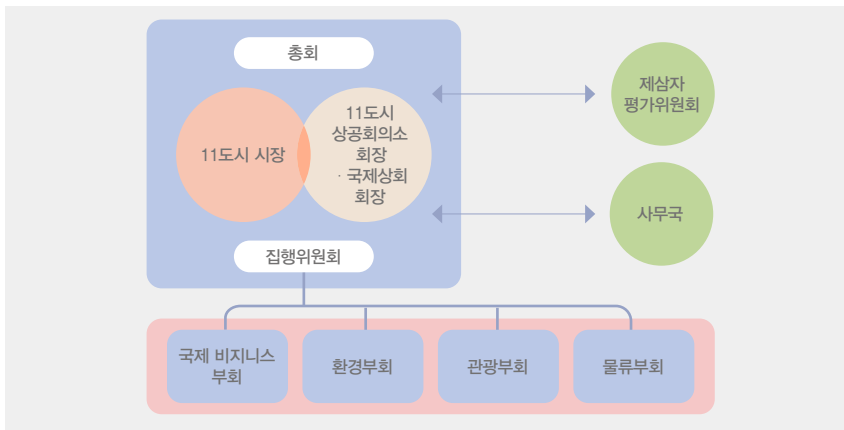 총회
11도시 시장
11도시
상공회의소
회장
· 국제상회
회장
제삼자
평가위원회
사무국
집행위원회
국제 비지니스
부회
환경부회
관광부회
물류부회